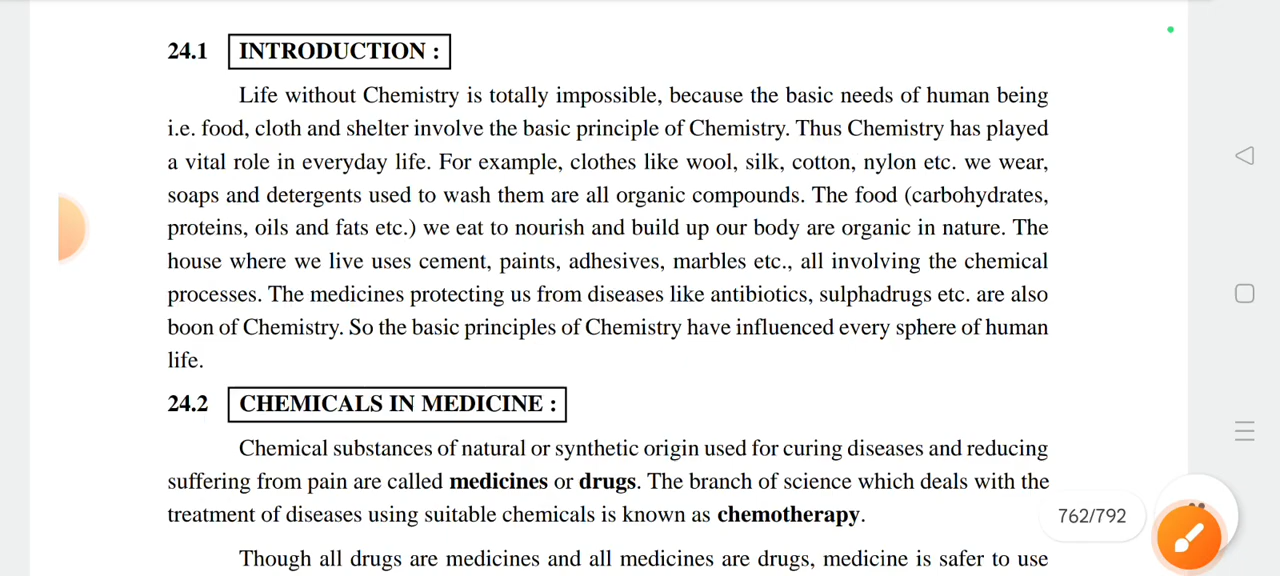 24.1 INTRODUCTION :
Life without Chemistry is totally impossible, because the basic needs of human being
i.e. food, cloth and shelter involve the basic principle of Chemistry. Thus Chemistry has played
a vital role in everyday life. For example, clothes like wool, silk, cotton, nylon etc. we wear,
soaps and detergents used to wash them are all organic compounds. The food (carbohydrates,
proteins, oils and fats etc.) we eat to nourish and build up our body are organic in nature. The
house where we live uses cement, paints, adhesives, marbles etc., all involving the chemical
processes. The medicines protecting us from diseases like antibiotics, sulphadrugs etc. are also
boon of Chemistry. So the basic principles of Chemistry have influenced every sphere of human
life.
24.2 CHEMICALS IN MEDICINE :
Chemical substances of natural or synthetic origin used for curing diseases and reducing
suffering from pain are called medicines or drugs. The branch of science which deals with the
treatment of diseases using suitable chemicals is known as chemotherapy.
762/792
Though all drugs are medicines and all medicines are drugs, medicine is safer to use